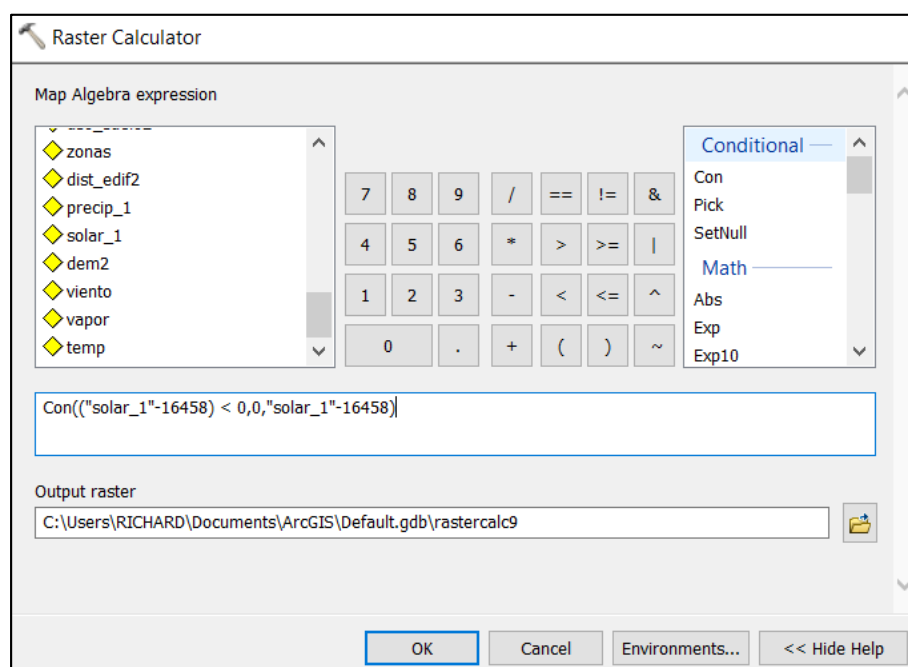 Raster Calculator
Map Algebra expression
zonas
dist_edif2
precip_1
solar_1
dem2
viento
vapor
temp
7 8 9 / == != &
4 5 6 * > >= |
1 2 3 - < <= ^
0 . + ( ) ~
Conditional
Con
Pick
SetNull
Math
Abs
Exp
Exp10
Con(("solar_1"-16458) < 0,0,"solar_1"-16458)
Output raster
C:\Users\RICHARD\Documents\ArcGIS\Default.gdb\rastercalc9
OK Cancel Environments... << Hide Help